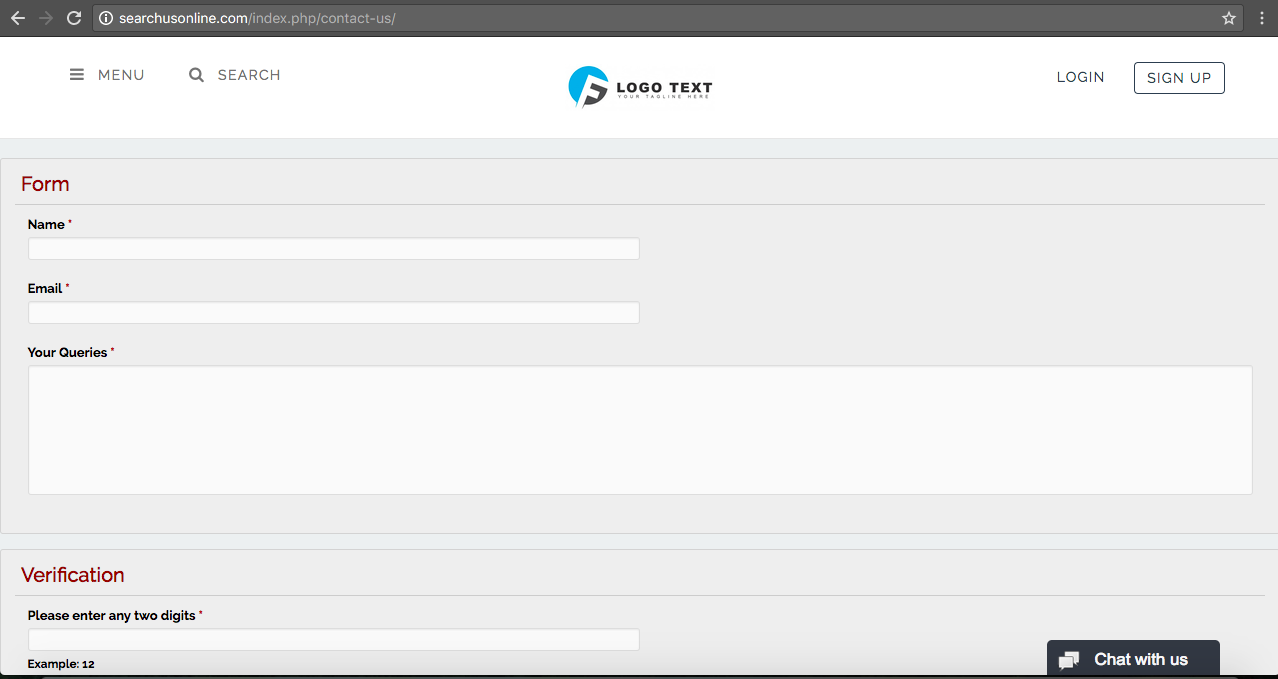 searchusonline.com/index.php/contact-us/
MENU SEARCH
LOGO TEXT
YOUR TAGLINE HERE
LOGIN SIGN UP
Form
Name *
Email *
Your Queries *
Verification
Please enter any two digits *
Example: 12
Chat with us